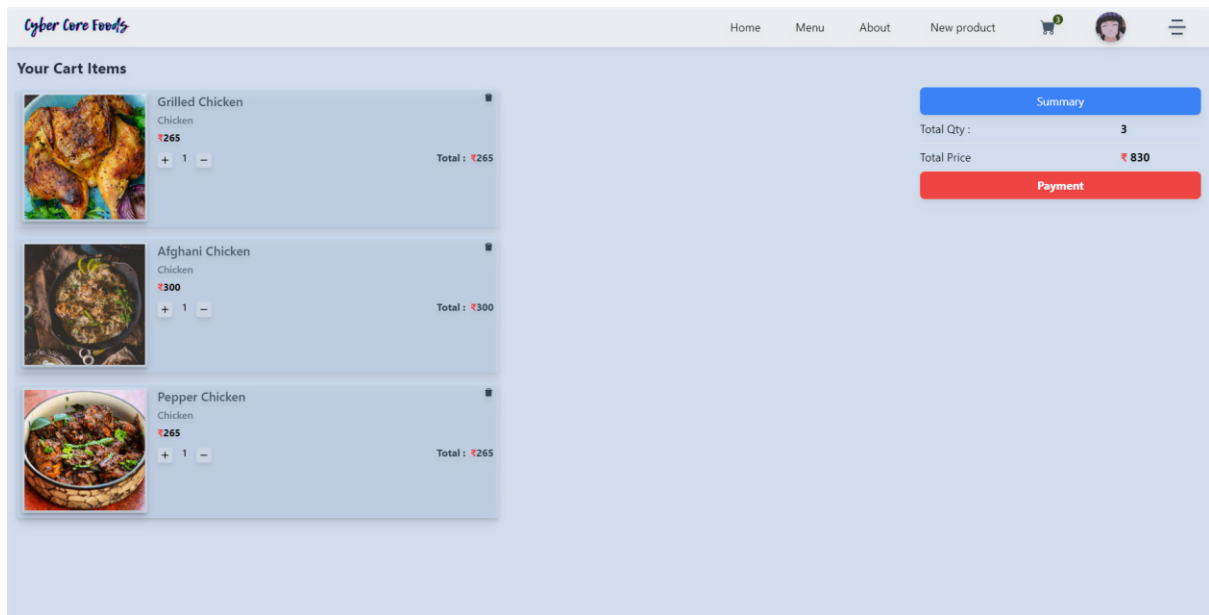 Cyber Core Foods
Home Menu About New product 3
Your Cart Items
Grilled Chicken
Chicken
₹265
+ 1 −
Total : ₹265
Afghani Chicken
Chicken
₹300
+ 1 −
Total : ₹300
Pepper Chicken
Chicken
₹265
+ 1 −
Total : ₹265
Summary
Total Qty : 3
Total Price ₹ 830
Payment